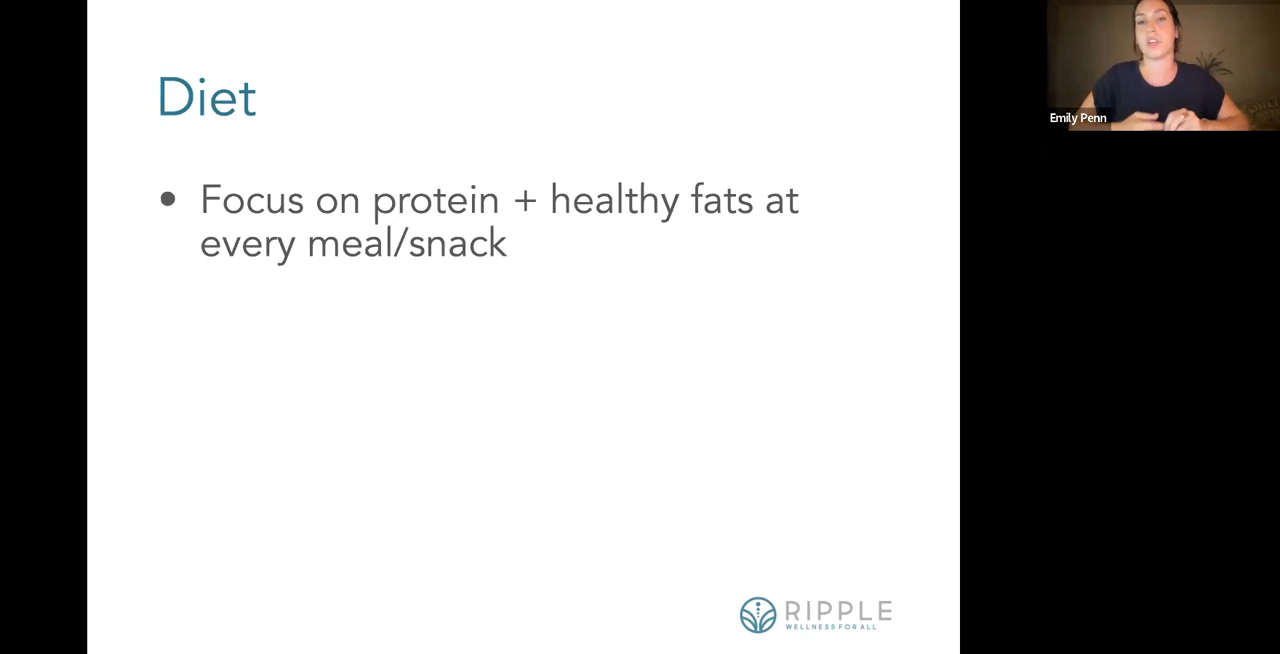 Diet
• Focus on protein + healthy fats at
every meal/snack
RIPPLE
WELLNESS FOR ALL
Emily Penn